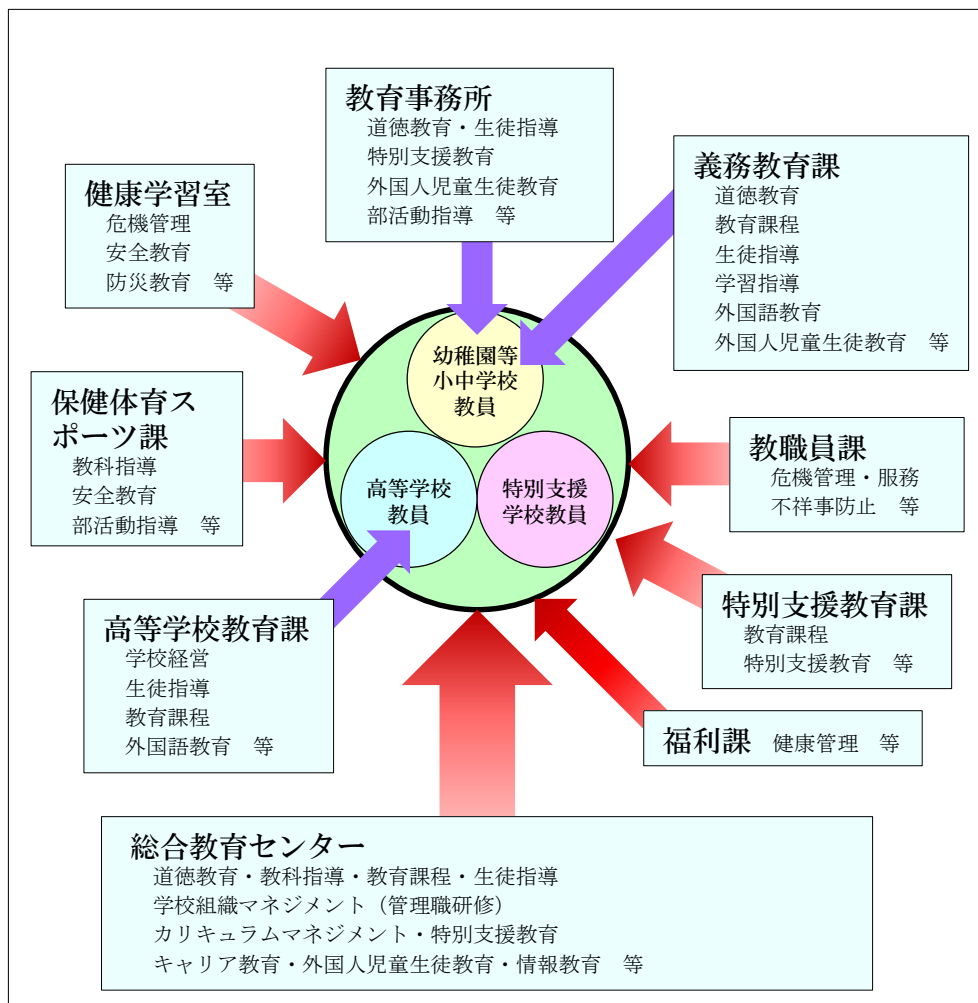 教育事務所
道徳教育・生徒指導
特別支援教育
外国人児童生徒教育
部活動指導　等
義務教育課
道徳教育
教育課程
生徒指導
学習指導
外国語教育
外国人児童生徒教育　等
健康学習室
危機管理
安全教育
防災教育　等
幼稚園等
小中学校
教員
保健体育ス
ポーツ課
教科指導
安全教育
部活動指導　等
高等学校
教員
特別支援
学校教員
教職員課
危機管理・服務
不祥事防止　等
特別支援教育課
教育課程
特別支援教育　等
高等学校教育課
学校経営
生徒指導
教育課程
外国語教育　等
福利課　健康管理　等
総合教育センター
道徳教育・教科指導・教育課程・生徒指導
学校組織マネジメント（管理職研修）
カリキュラムマネジメント・特別支援教育
キャリア教育・外国人児童生徒教育・情報教育　等